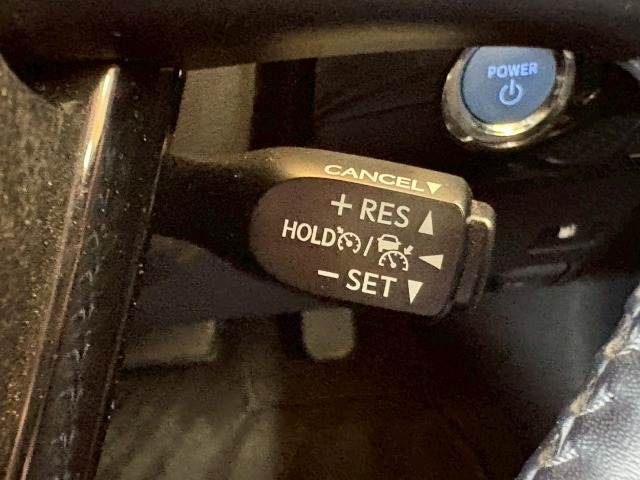 POWER
CANCEL▼
+ RES ▲
HOLD / ◄
− SET ▼